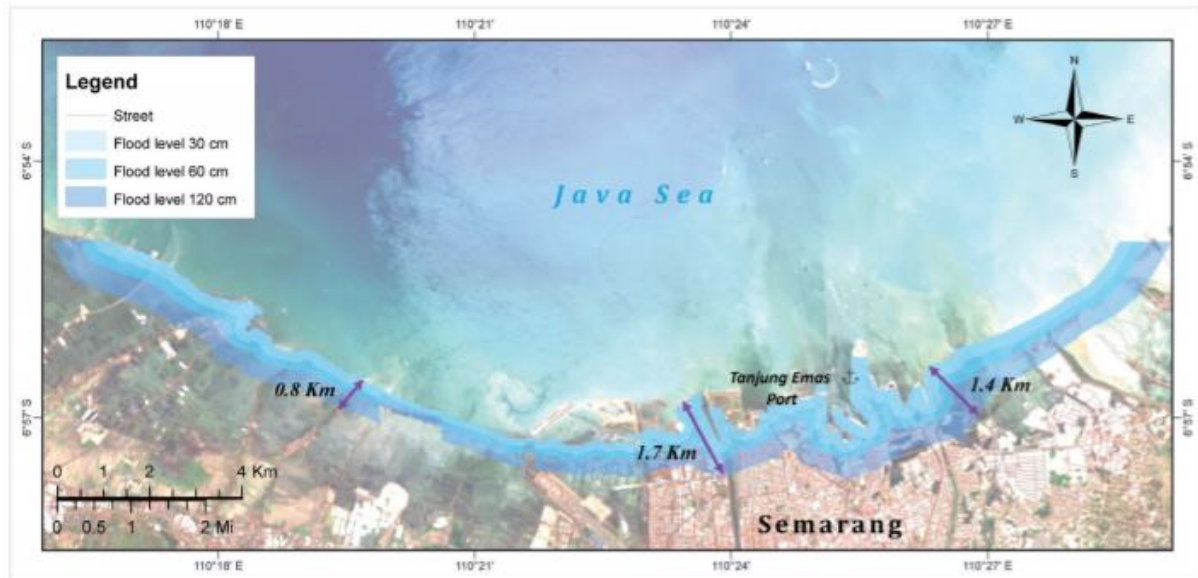 110°18' E
110°21' E
110°24' E
110°27' E
Legend
Street
Flood level 30 cm
Flood level 60 cm
Flood level 120 cm
N
W
E
S
6°54' S
6°54' S
Java Sea
0.8 Km
Tanjung Emas
Port
1.4 Km
6°57' S
6°57' S
1.7 Km
0 1 2 4 Km
0 0.5 1 2 Mi
Semarang
110°18' E
110°21' E
110°24' E
110°27' E